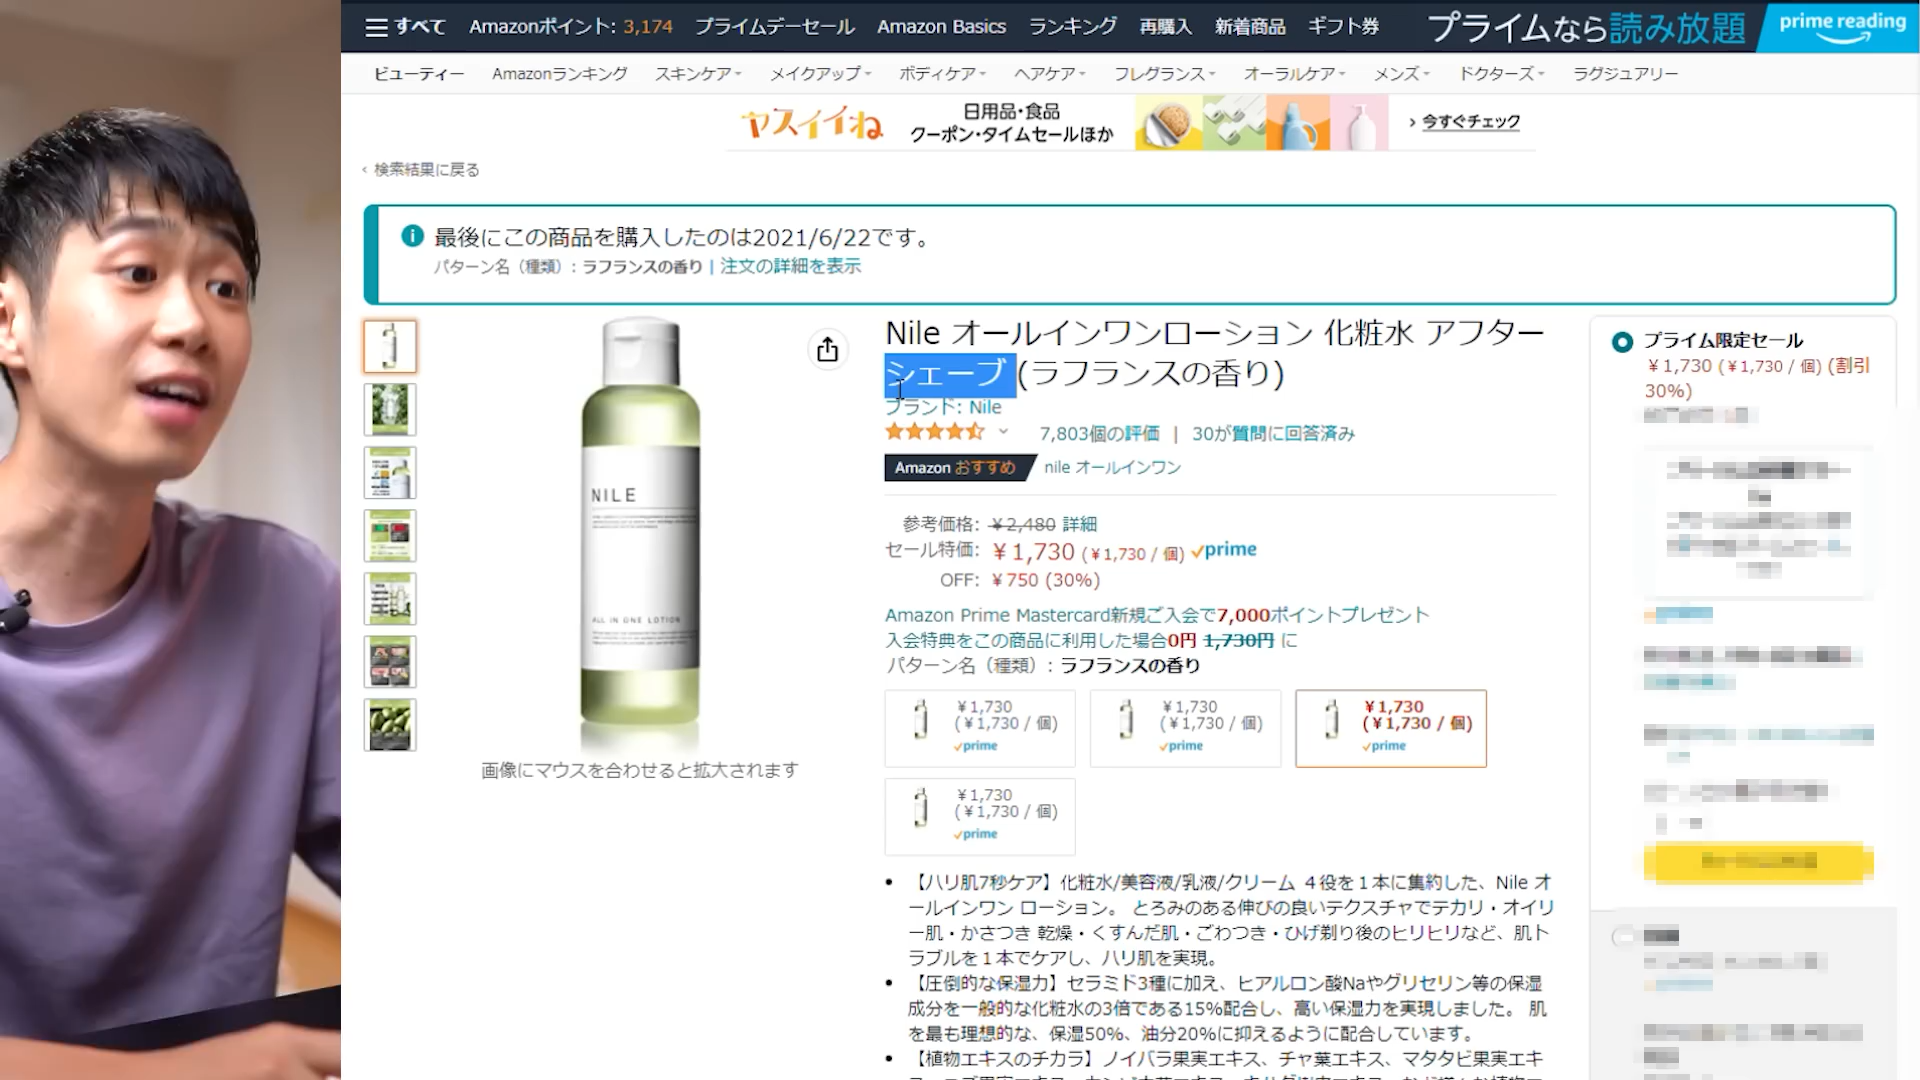 すべて Amazonポイント: 3,174 プライムデーセール Amazon Basics ランキング 再購入 新着商品 ギフト券 プライムなら読み放題 prime reading
ビューティー Amazonランキング スキンケア メイクアップ ボディケア ヘアケア フレグランス オーラルケア メンズ ドクターズ ラグジュアリー
ヤスイイね 日用品・食品
クーポン・タイムセールほか › 今すぐチェック
‹ 検索結果に戻る
最後にこの商品を購入したのは2021/6/22です。
パターン名（種類）: ラフランスの香り | 注文の詳細を表示
Nile オールインワンローション 化粧水 アフター
シェーブ (ラフランスの香り)
ブランド: Nile
7,803個の評価 | 30が質問に回答済み
Amazon おすすめ nile オールインワン
参考価格: ￥2,480 詳細
セール特価: ￥1,730 (￥1,730 / 個) prime
OFF: ￥750 (30%)
Amazon Prime Mastercard新規ご入会で7,000ポイントプレゼント
入会特典をこの商品に利用した場合0円 1,730円 に
パターン名（種類）: ラフランスの香り
￥1,730
(￥1,730 / 個)
prime
￥1,730
(￥1,730 / 個)
prime
￥1,730
(￥1,730 / 個)
prime
￥1,730
(￥1,730 / 個)
prime
• 【ハリ肌7秒ケア】化粧水/美容液/乳液/クリーム ４役を１本に集約した、Nile オ
ールインワン ローション。 とろみのある伸びの良いテクスチャでテカリ・オイリ
ー肌・かさつき 乾燥・くすんだ肌・ごわつき・ひげ剃り後のヒリヒリなど、肌ト
ラブルを１本でケアし、ハリ肌を実現。
• 【圧倒的な保湿力】セラミド3種に加え、ヒアルロン酸Naやグリセリン等の保湿
成分を一般的な化粧水の3倍である15%配合し、高い保湿力を実現しました。 肌
を最も理想的な、保湿50%、油分20%に抑えるように配合しています。
• 【植物エキスのチカラ】ノイバラ果実エキス、チャ葉エキス、マタタビ果実エキ
NILE
ALL IN ONE LOTION
画像にマウスを合わせると拡大されます
プライム限定セール
￥1,730 (￥1,730 / 個) (割引
30%)